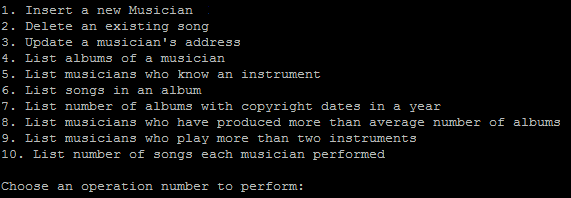 1. Insert a new Musician
2. Delete an existing song
3. Update a musician's address
4. List albums of a musician
5. List musicians who know an instrument
6. List songs in an album
7. List number of albums with copyright dates in a year
8. List musicians who have produced more than average number of albums
9. List musicians who play more than two instruments
10. List number of songs each musician performed
Choose an operation number to perform: